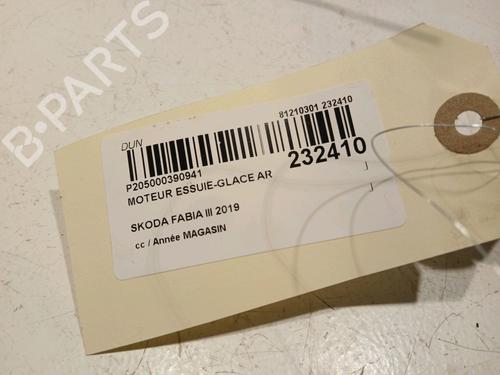 B-PARTS
DUN
81210301 232410
P205000390941
232410
MOTEUR ESSUIE-GLACE AR
SKODA FABIA III 2019
cc / Année MAGASIN